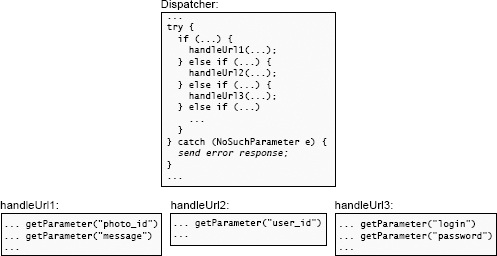 Dispatcher:
...
try {
if (...) {
handleUrl1(...);
} else if (...) {
handleUrl2(...);
} else if (...) {
handleUrl3(...);
} else if (...)
...
}
} catch (NoSuchParameter e) {
send error response;
}
...
handleUrl1:
... getParameter("photo_id")
... getParameter("message")
...
handleUrl2:
... getParameter("user_id")
...
handleUrl3:
... getParameter("login")
... getParameter("password")
...